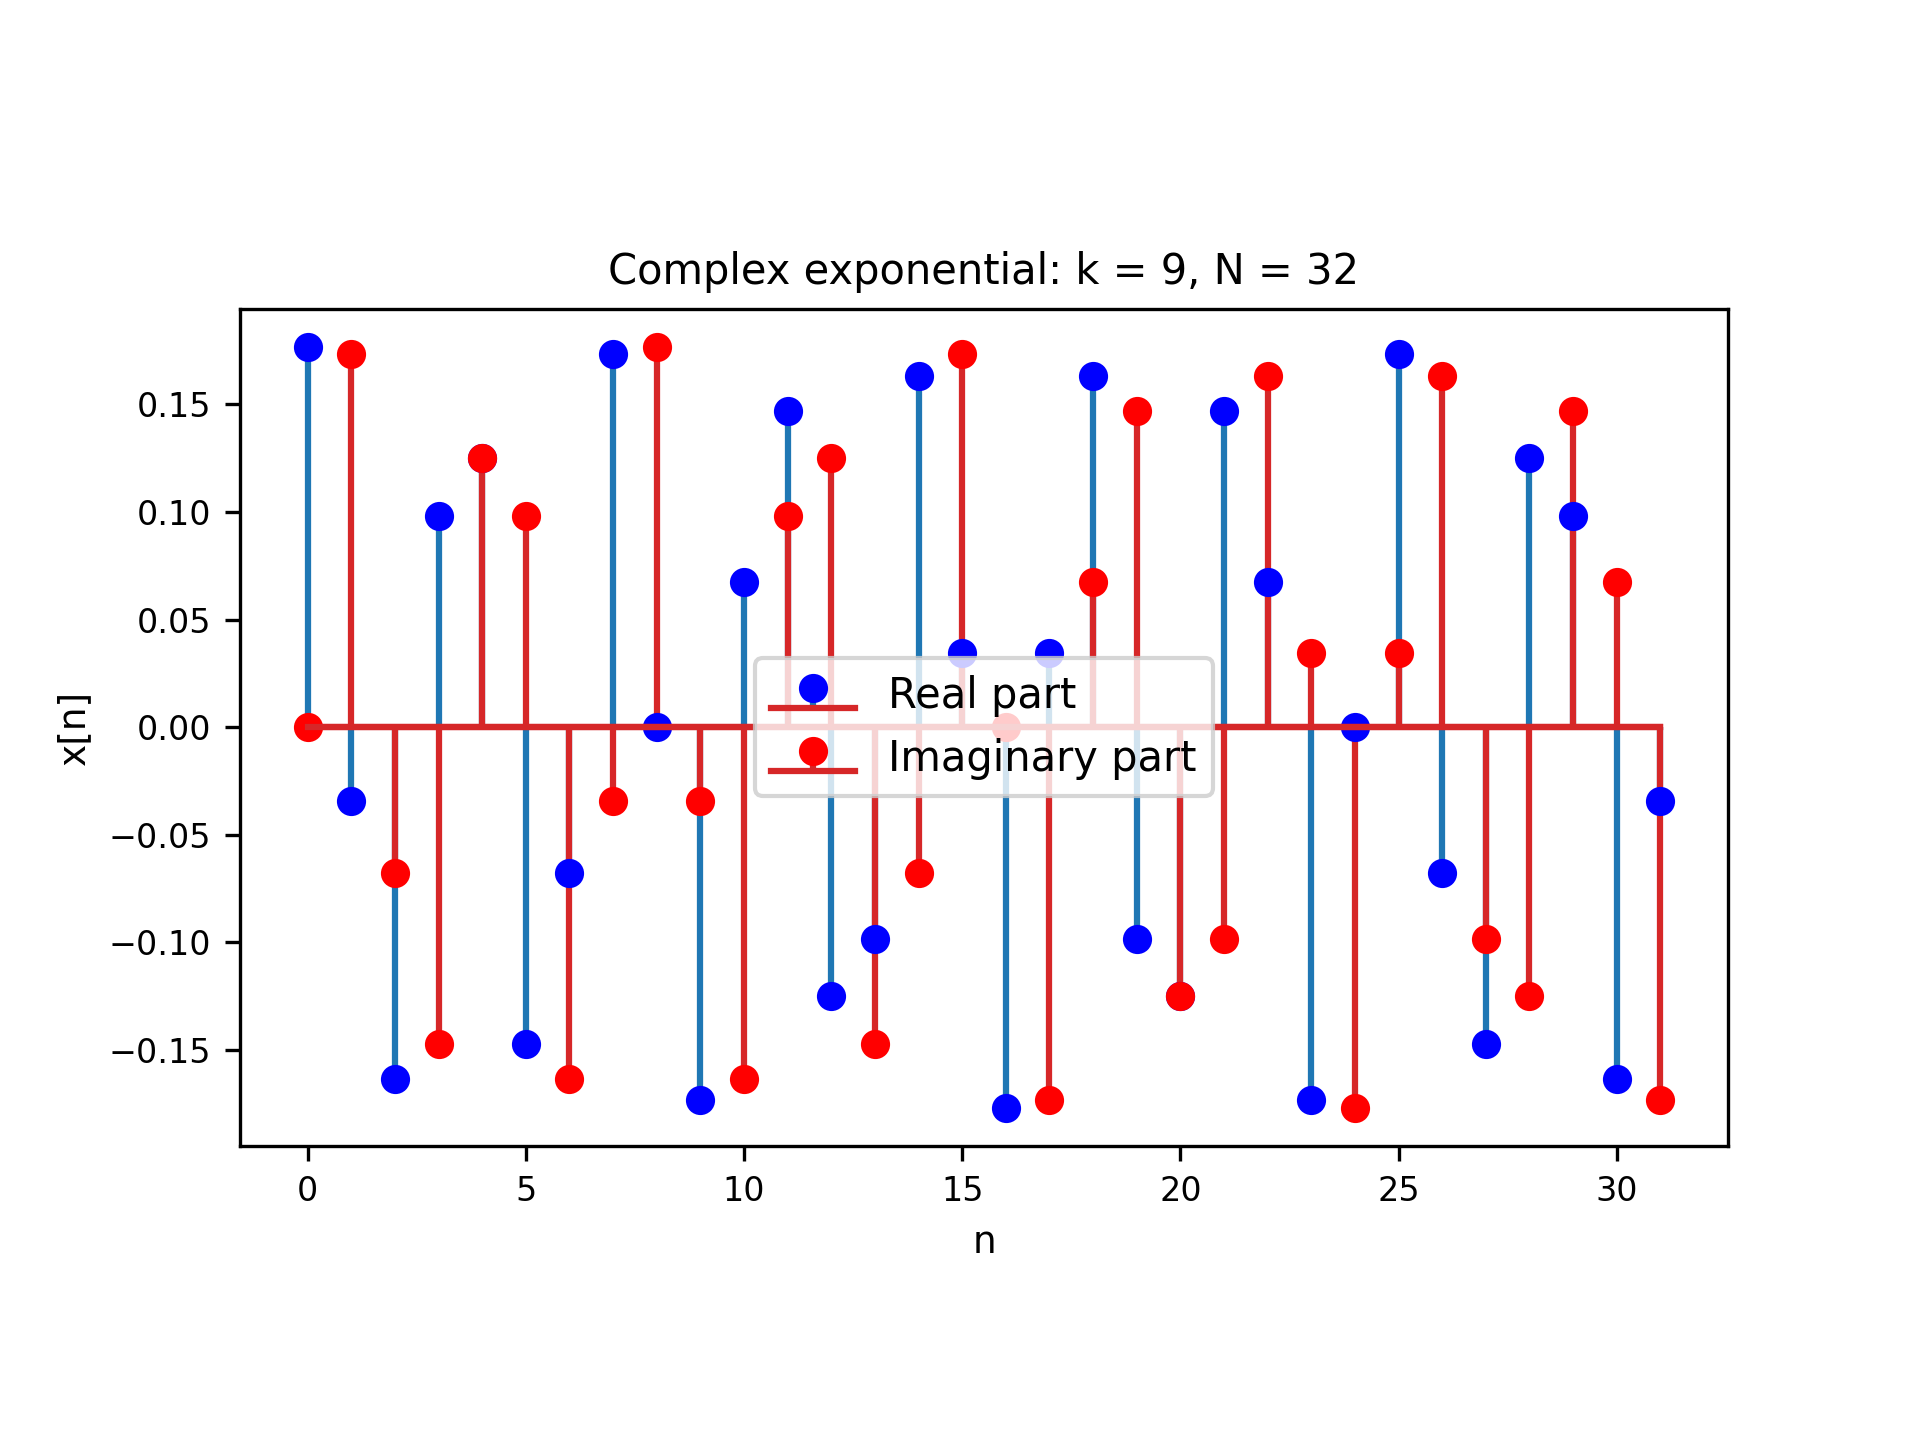 Complex exponential: k = 9, N = 32
x[n]
0.15
0.10
0.05
0.00
−0.05
−0.10
−0.15
Real part
Imaginary part
0 5 10 15 20 25 30
n